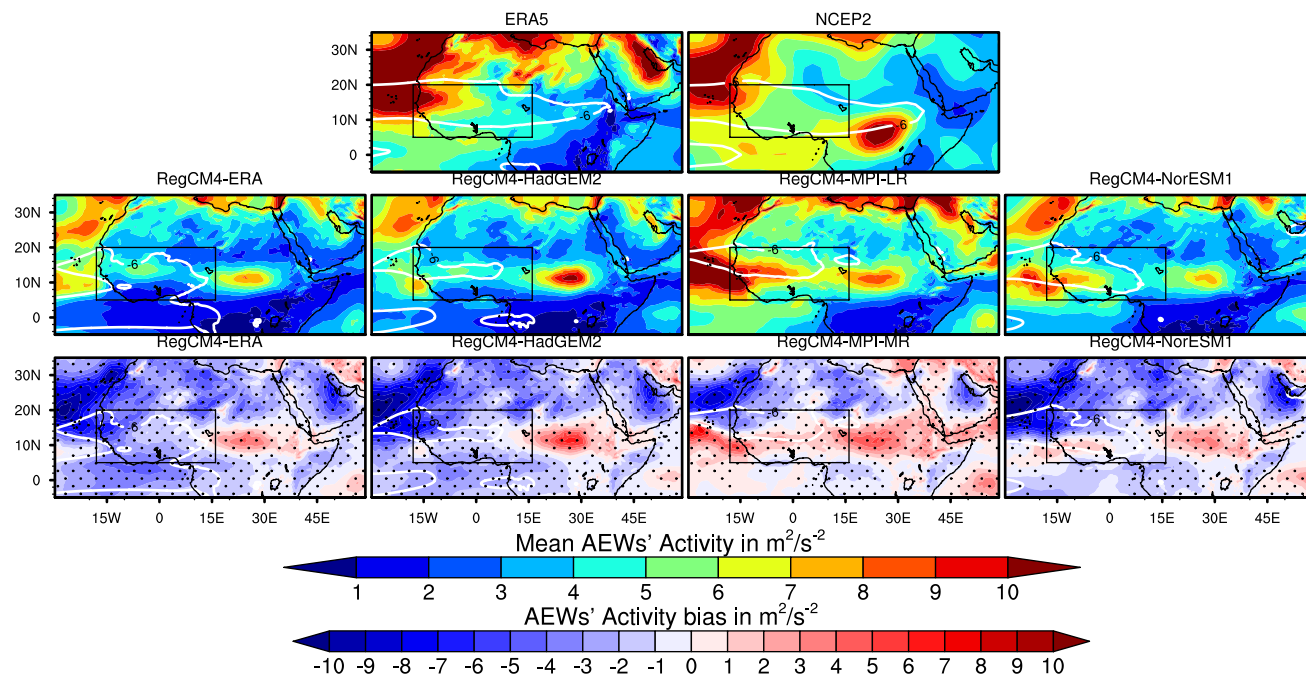 ERA5 NCEP2
30N
20N
10N
0
-6 -6 -6
RegCM4-ERA RegCM4-HadGEM2 RegCM4-MPI-LR RegCM4-NorESM1
30N
20N
10N
0
-6 -6 -6 -6
RegCM4-ERA RegCM4-HadGEM2 RegCM4-MPI-MR RegCM4-NorESM1
30N
20N
10N
0
-6 -6 -6 -6
15W 0 15E 30E 45E 15W 0 15E 30E 45E 15W 0 15E 30E 45E 15W 0 15E 30E 45E
Mean AEWs' Activity in m²/s⁻²
1 2 3 4 5 6 7 8 9 10
AEWs' Activity bias in m²/s⁻²
-10 -9 -8 -7 -6 -5 -4 -3 -2 -1 0 1 2 3 4 5 6 7 8 9 10